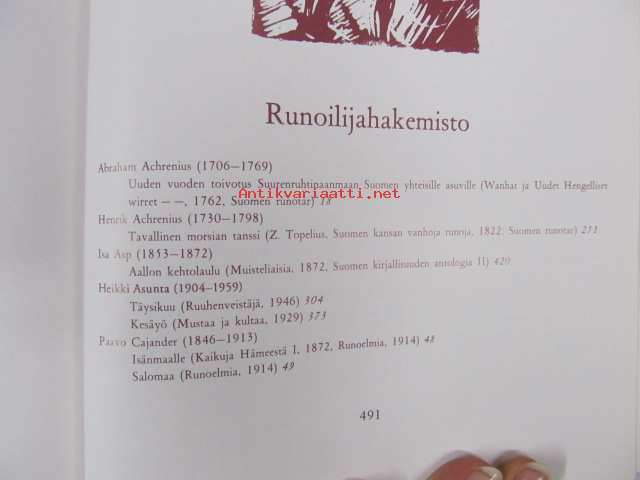 Runoilijahakemisto
Abraham Achrenius (1706—1769)
Uuden vuoden toivotus Suurenruhtinaanmaan Suomen yhteisille asuville (Wanhat ja Uudet Hengelliset
wirret — —, 1762, Suomen runotar) 18
Antikvariaatti.net
Henrik Achrenius (1730—1798)
Tavallinen morsian tanssi (Z. Topelius, Suomen kansan vanhoja runoja, 1822, Suomen runotar) 211
Isa Asp (1853—1872)
Aallon kehtolaulu (Muisteliaisia, 1872, Suomen kirjallisuuden antologia II) 420
Heikki Asunta (1904—1959)
Täysikuu (Ruuhenveistäjä, 1946) 304
Kesäyö (Mustaa ja kultaa, 1929) 373
Paavo Cajander (1846—1913)
Isänmaalle (Kaikuja Hämeestä I, 1872, Runoelmia, 1914) 48
Salomaa (Runoelmia, 1914) 49
491